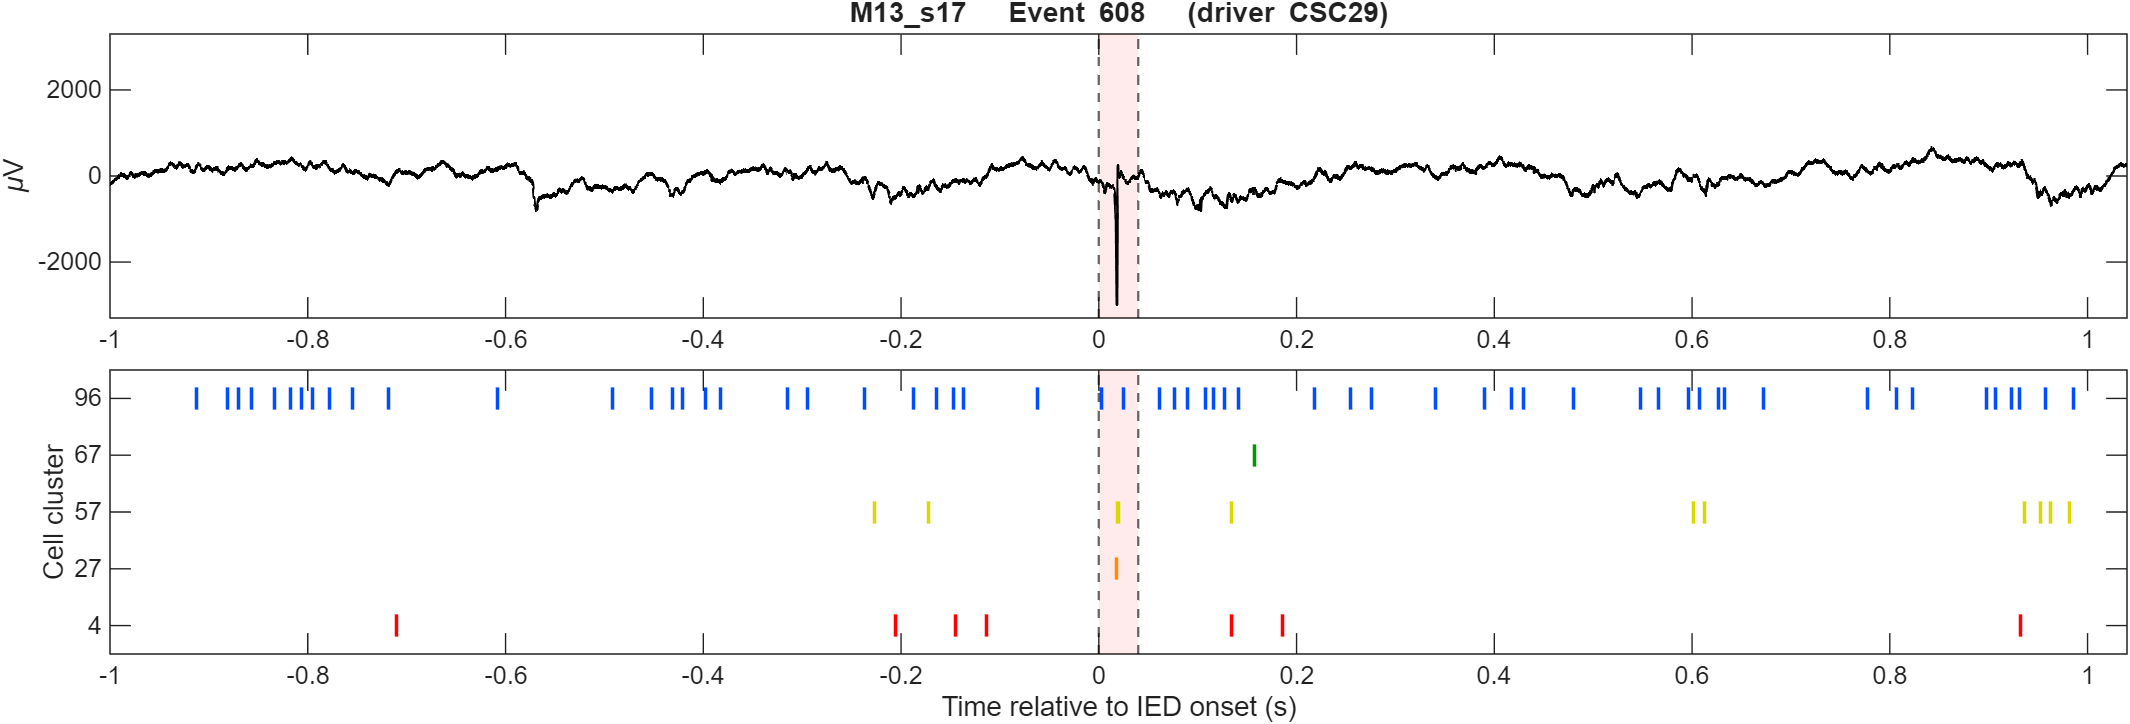 M13_s17 Event 608 (driver CSC29)
μV
2000
0
-2000
-1 -0.8 -0.6 -0.4 -0.2 0 0.2 0.4 0.6 0.8 1
Cell cluster
96
67
57
27
4
-1 -0.8 -0.6 -0.4 -0.2 0 0.2 0.4 0.6 0.8 1
Time relative to IED onset (s)